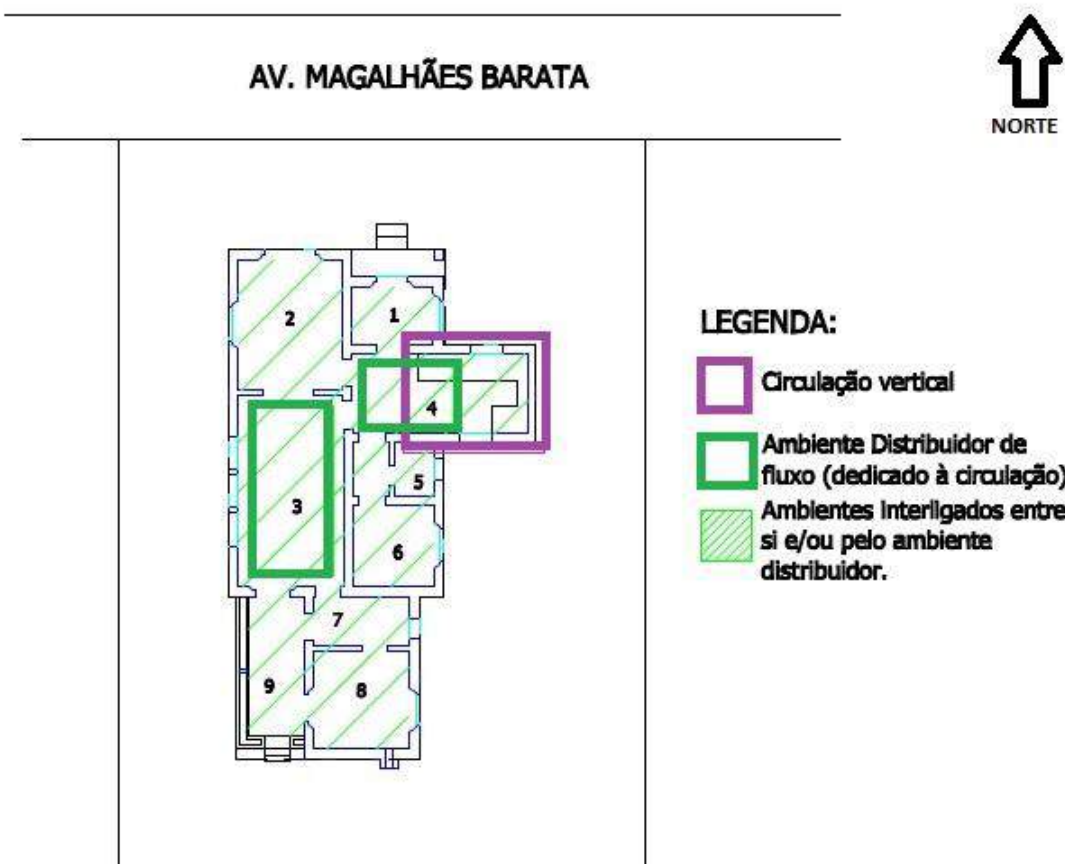 AV. MAGALHÃES BARATA
NORTE
2
1
4
3
5
6
7
9
8
LEGENDA:
Circulação vertical
Ambiente Distribuidor de
fluxo (dedicado à circulação)
Ambientes interligados entre
si e/ou pelo ambiente
distribuidor.